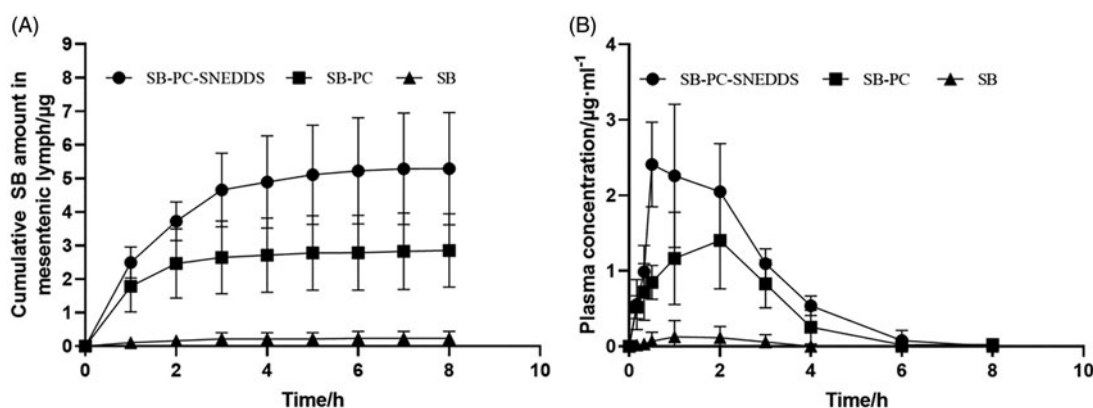 (A)
Cumulative SB amount in
mesentenic lymph/μg
9
8
7
6
5
4
3
2
1
0
SB-PC-SNEDDS SB-PC SB
0 2 4 6 8 10
Time/h
(B)
Plasma concentration/μg·ml⁻¹
4
3
2
1
0
SB-PC-SNEDDS SB-PC SB
0 2 4 6 8 10
Time/h